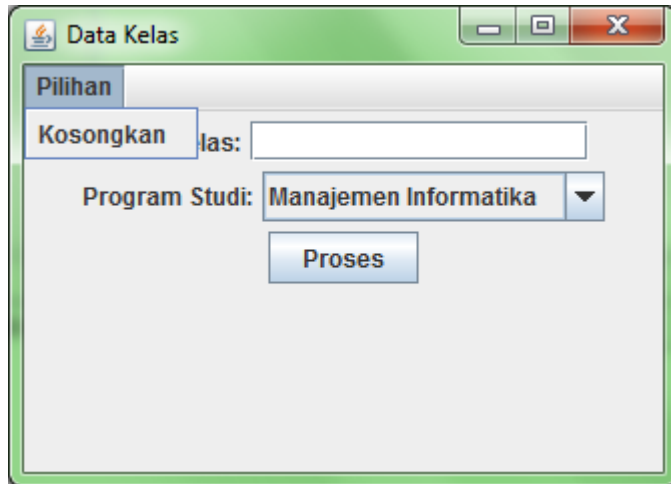 Data Kelas
Pilihan
Kosongkan
las:
Program Studi: Manajemen Informatika
Proses